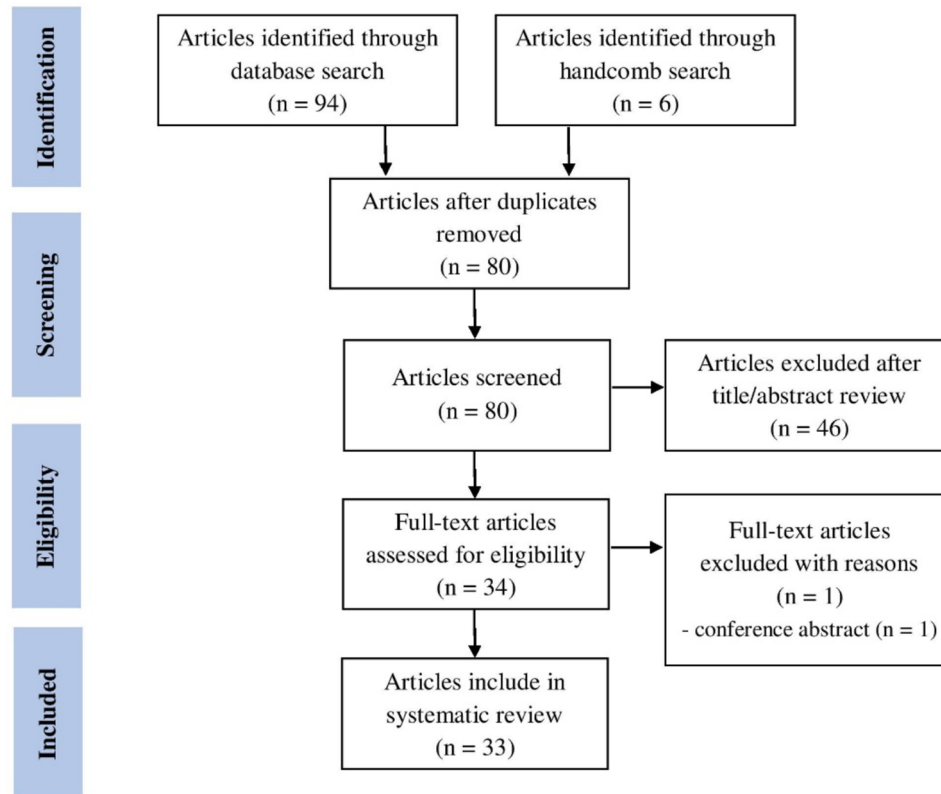 Identification
Articles identified through
database search
(n = 94)
Articles identified through
handcomb search
(n = 6)
Articles after duplicates
removed
(n = 80)
Screening
Articles screened
(n = 80)
Articles excluded after
title/abstract review
(n = 46)
Eligibility
Full-text articles
assessed for eligibility
(n = 34)
Full-text articles
excluded with reasons
(n = 1)
- conference abstract (n = 1)
Included
Articles include in
systematic review
(n = 33)